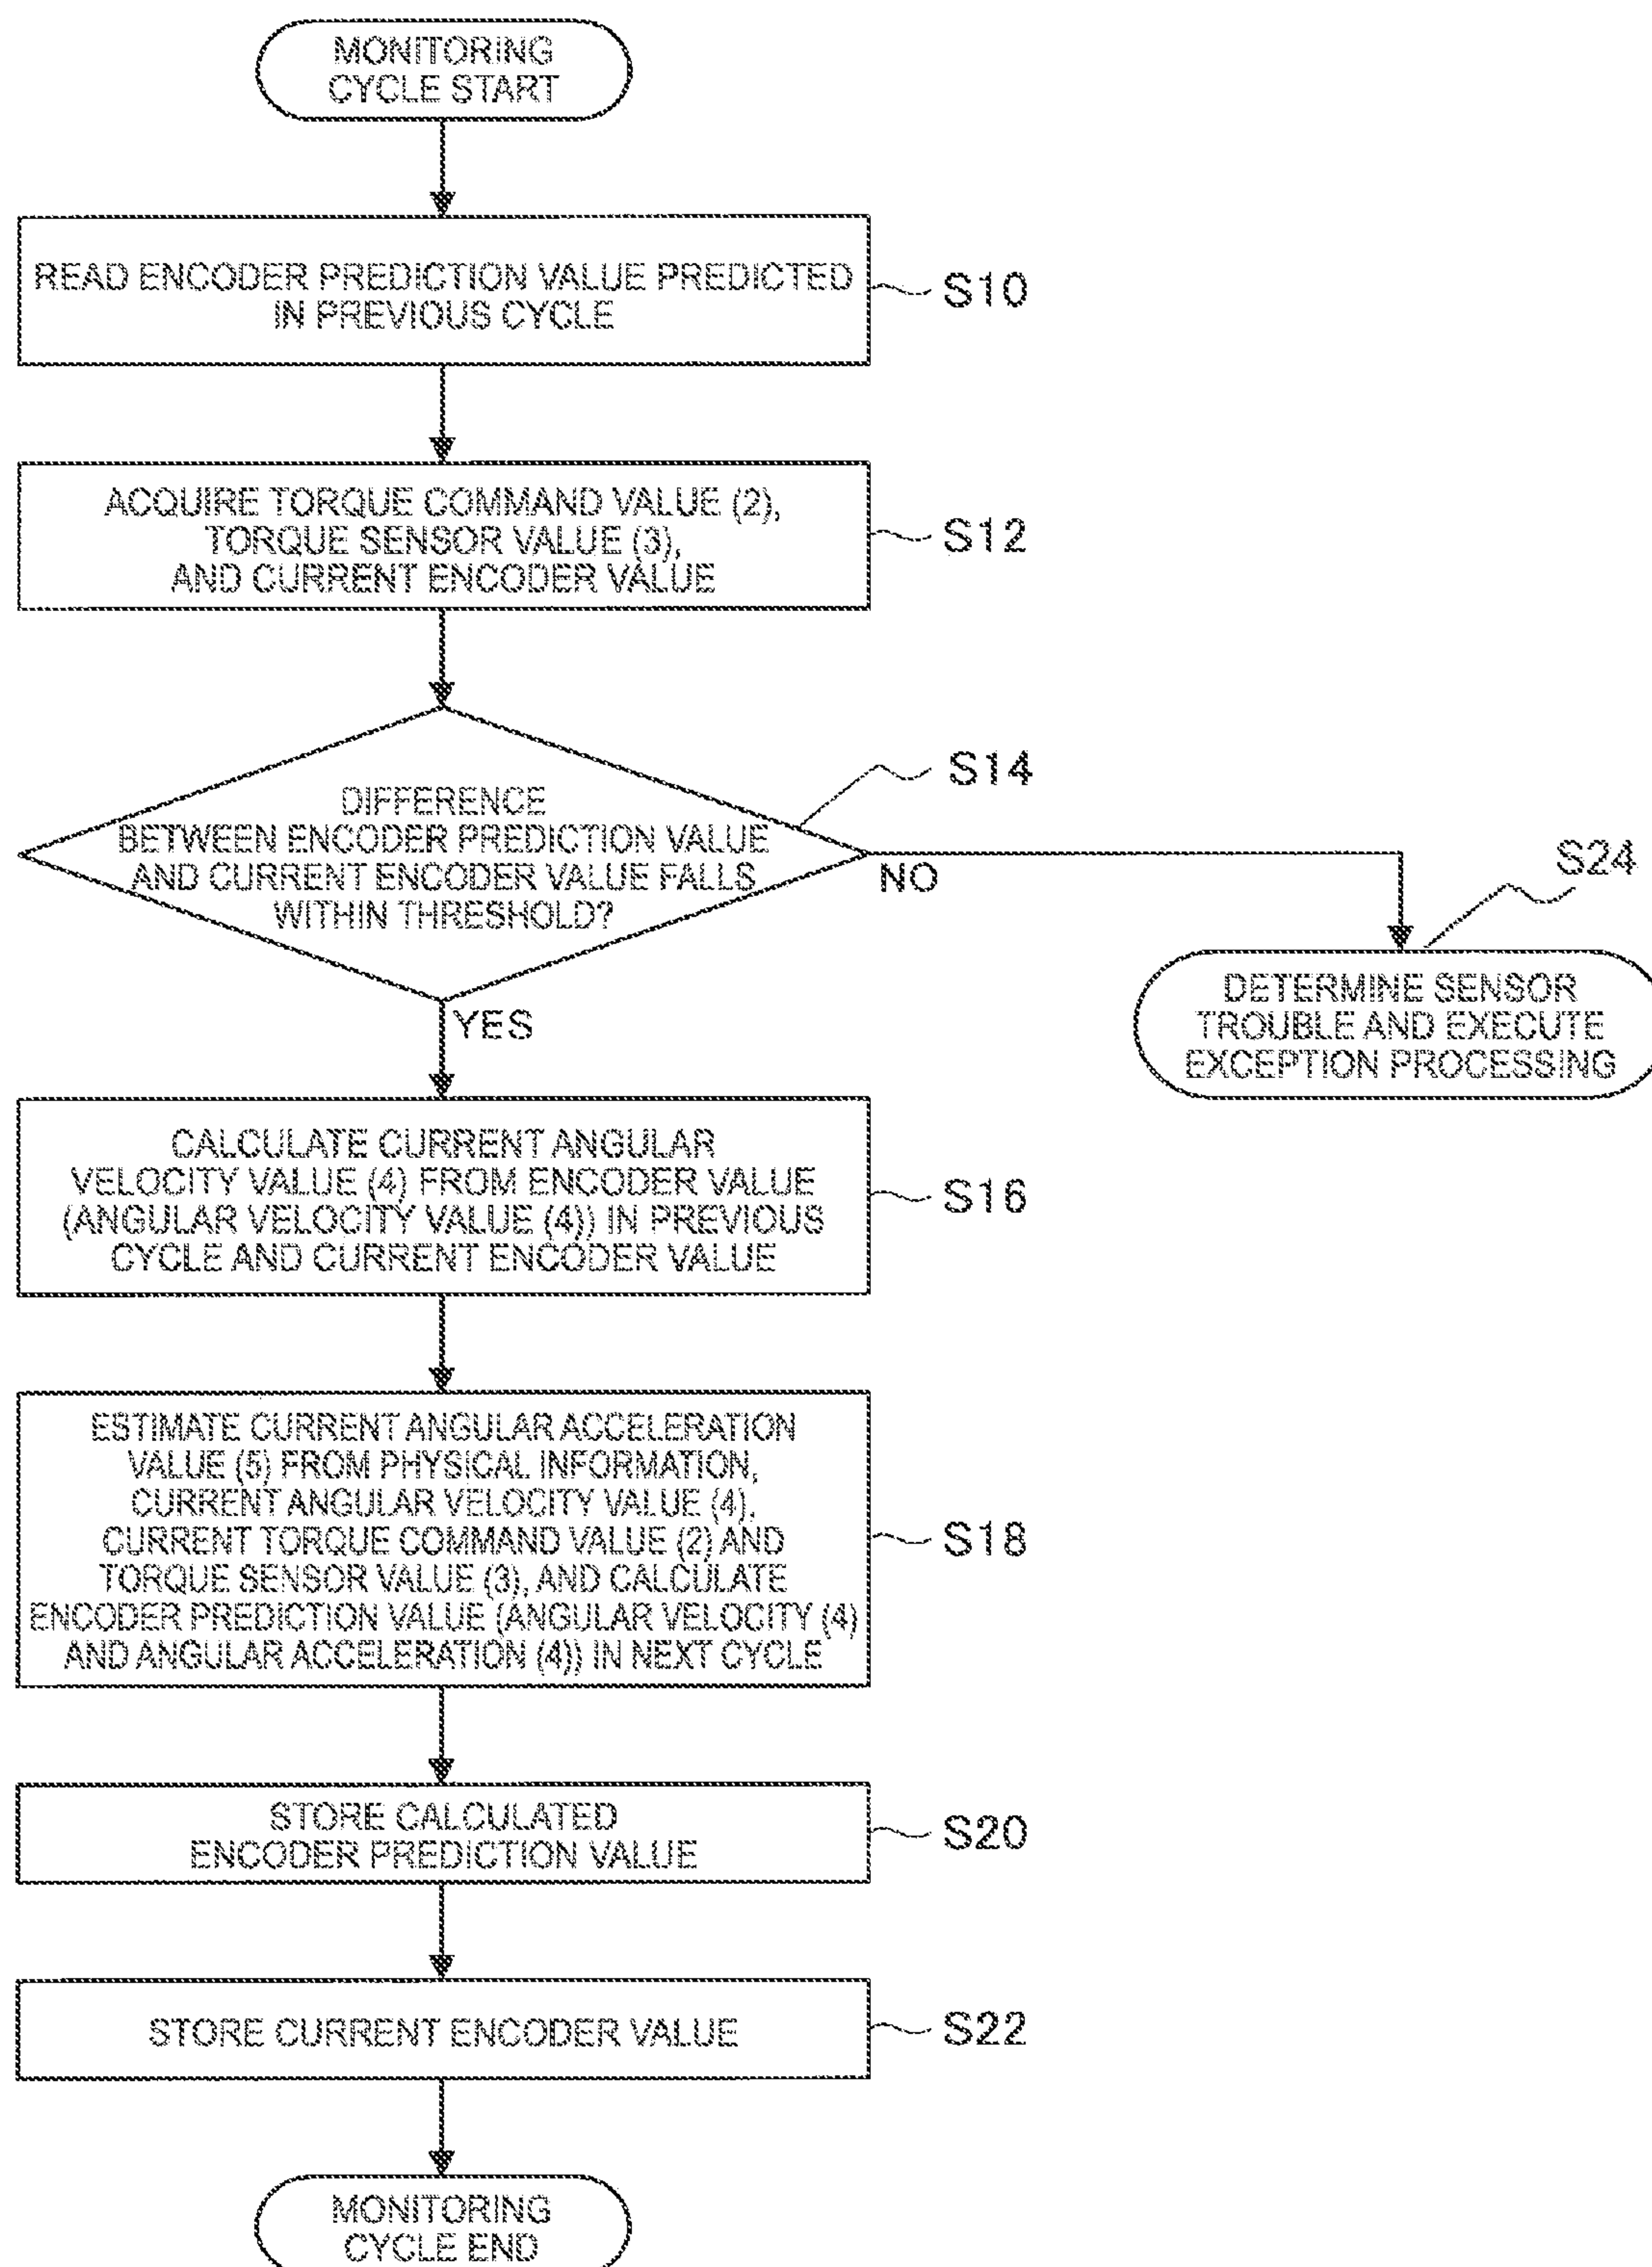 MONITORING
CYCLE START
READ ENCODER PREDICTION VALUE PREDICTED
IN PREVIOUS CYCLE
S10
ACQUIRE TORQUE COMMAND VALUE (2),
TORQUE SENSOR VALUE (3),
AND CURRENT ENCODER VALUE
S12
DIFFERENCE
BETWEEN ENCODER PREDICTION VALUE
AND CURRENT ENCODER VALUE FALLS
WITHIN THRESHOLD?
S14
NO
YES
S24
DETERMINE SENSOR
TROUBLE AND EXECUTE
EXCEPTION PROCESSING
CALCULATE CURRENT ANGULAR
VELOCITY VALUE (4) FROM ENCODER VALUE
(ANGULAR VELOCITY VALUE (4)) IN PREVIOUS
CYCLE AND CURRENT ENCODER VALUE
S16
ESTIMATE CURRENT ANGULAR ACCELERATION
VALUE (5) FROM PHYSICAL INFORMATION,
CURRENT ANGULAR VELOCITY VALUE (4),
CURRENT TORQUE COMMAND VALUE (2) AND
TORQUE SENSOR VALUE (3), AND CALCULATE
ENCODER PREDICTION VALUE (ANGULAR VELOCITY (4)
AND ANGULAR ACCELERATION (4)) IN NEXT CYCLE
S18
STORE CALCULATED
ENCODER PREDICTION VALUE
S20
STORE CURRENT ENCODER VALUE
S22
MONITORING
CYCLE END